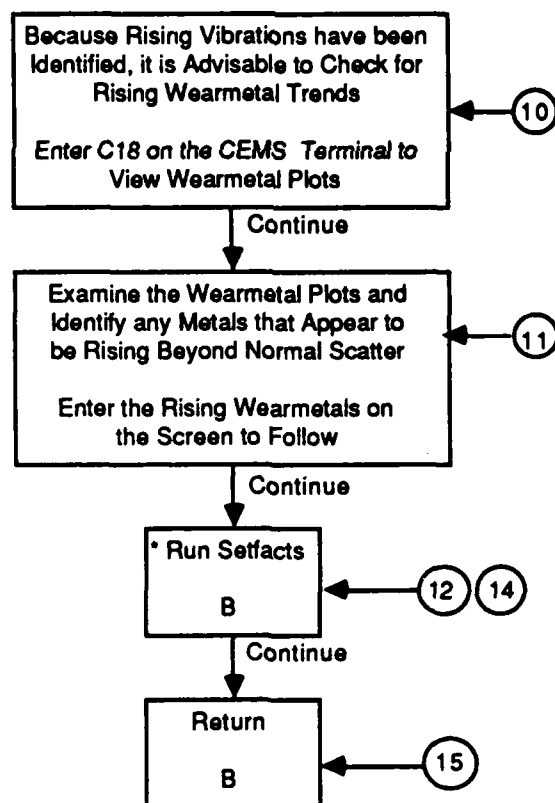 Because Rising Vibrations have been
Identified, it is Advisable to Check for
Rising Wearmetal Trends
Enter C18 on the CEMS Terminal to
View Wearmetal Plots
10
Continue
Examine the Wearmetal Plots and
Identify any Metals that Appear to
be Rising Beyond Normal Scatter
11
Enter the Rising Wearmetals on
the Screen to Follow
Continue
* Run Setfacts
B
12 14
Continue
Return
B
15